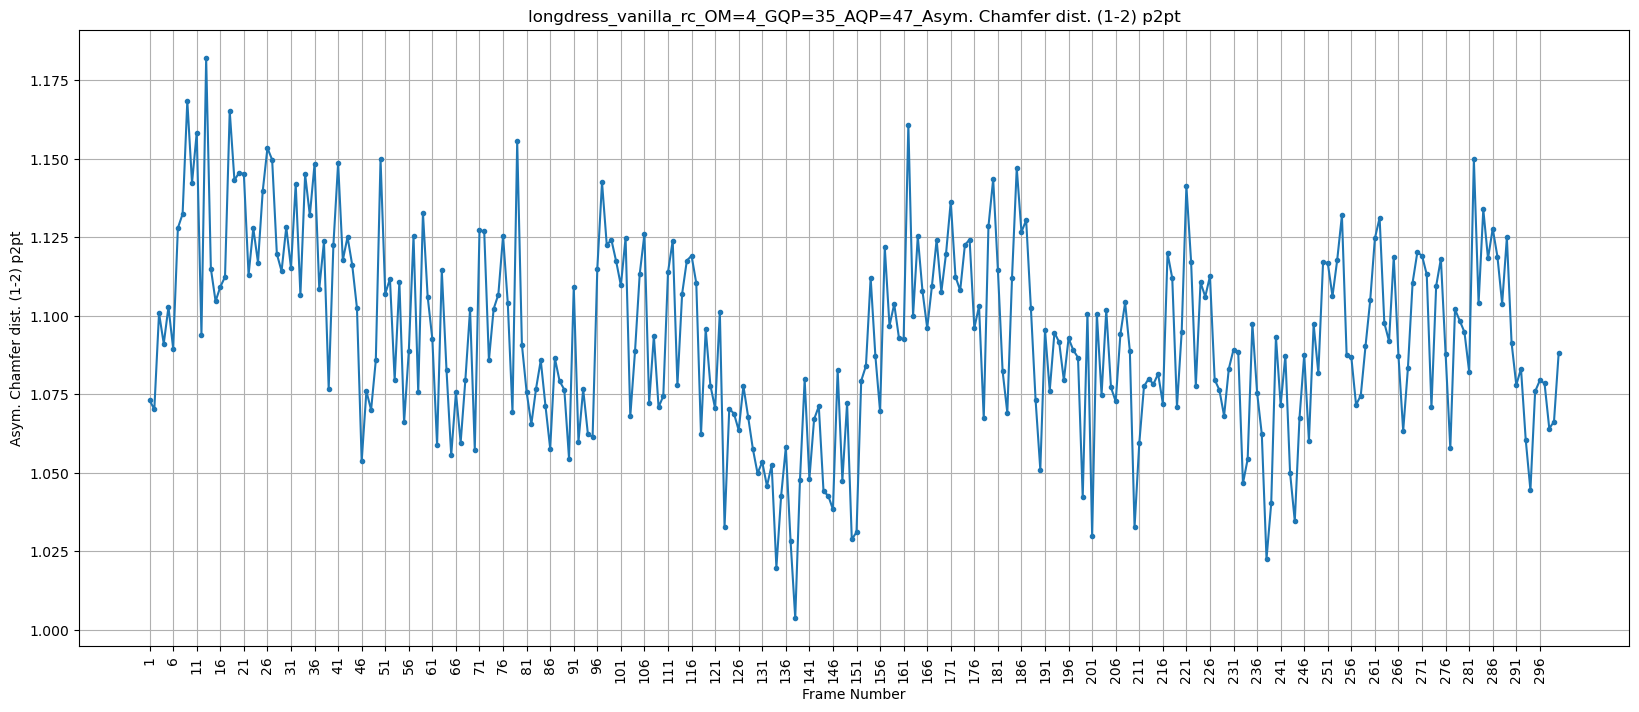 longdress_vanilla_rc_OM=4_GQP=35_AQP=47_Asym. Chamfer dist. (1-2) p2pt
Asym. Chamfer dist. (1-2) p2pt
1.175
1.150
1.125
1.100
1.075
1.050
1.025
1.000
1 6 11 16 21 26 31 36 41 46 51 56 61 66 71 76 81 86 91 96 101 106 111 116 121 126 131 136 141 146 151 156 161 166 171 176 181 186 191 196 201 206 211 216 221 226 231 236 241 246 251 256 261 266 271 276 281 286 291 296
Frame Number